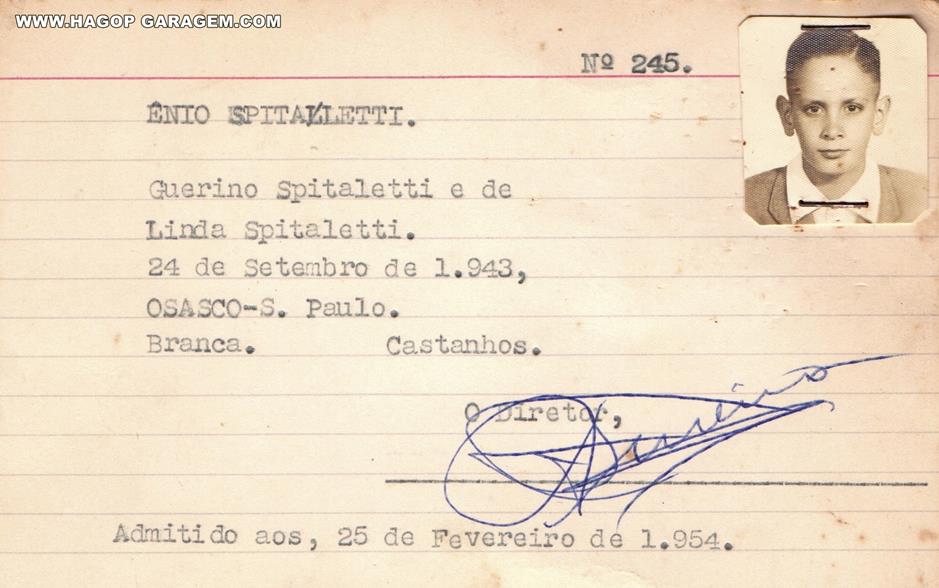 WWW.HAGOP GARAGEM.COM
Nº 245.
ÊNIO SPITALLETTI.
Guerino Spitaletti e de
Linda Spitaletti.
24 de Setembro de 1.943,
OSASCO-S. Paulo.
Branca. Castanhos.
O Diretor,
Admitido aos, 25 de Fevereiro de 1.954.